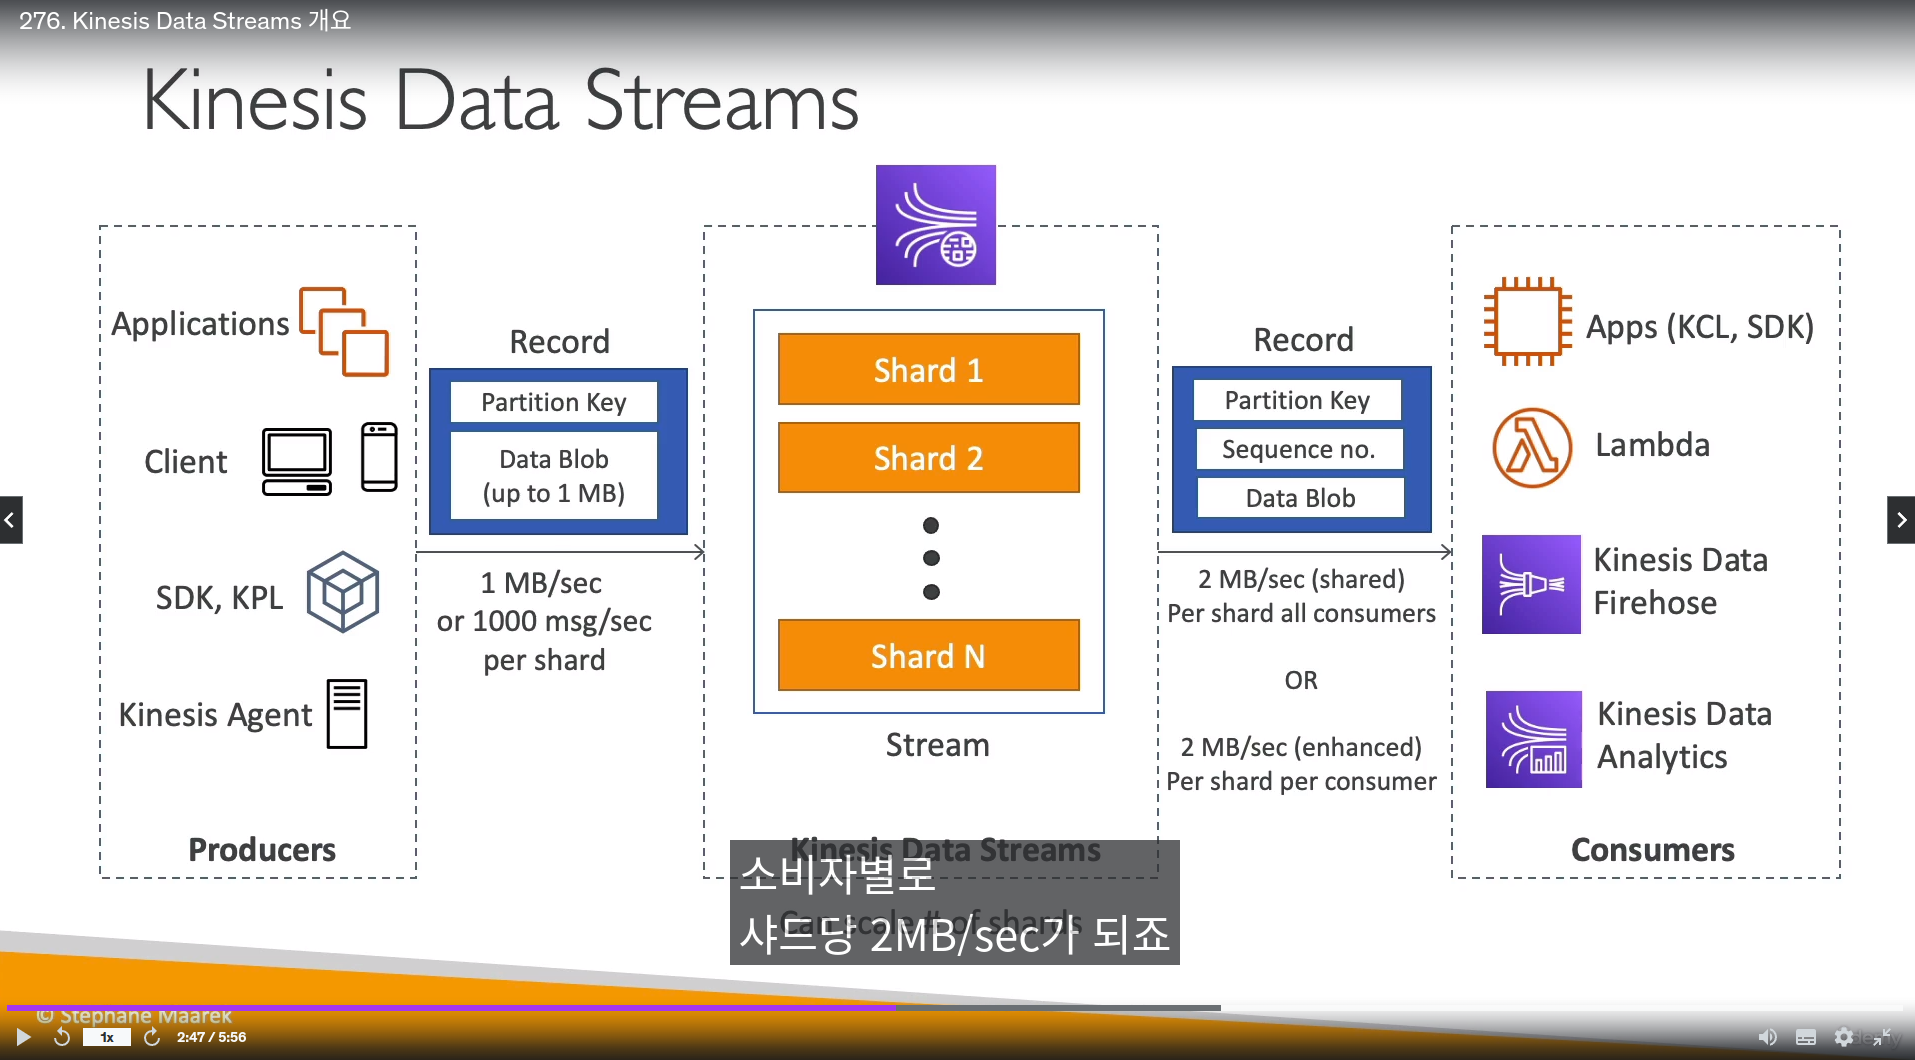 276. Kinesis Data Streams 개요
Kinesis Data Streams
Applications
Client
SDK, KPL
Kinesis Agent
Producers
Record
Partition Key
Data Blob
(up to 1 MB)
1 MB/sec
or 1000 msg/sec
per shard
Shard 1
Shard 2
Shard N
Stream
Kinesis Data Streams
Can scale # of shards
Record
Partition Key
Sequence no.
Data Blob
2 MB/sec (shared)
Per shard all consumers
OR
2 MB/sec (enhanced)
Per shard per consumer
Apps (KCL, SDK)
Lambda
Kinesis Data
Firehose
Kinesis Data
Analytics
Consumers
소비자별로
샤드당 2MB/sec가 되죠
© Stephane Maarek
1x
2:47 / 5:56